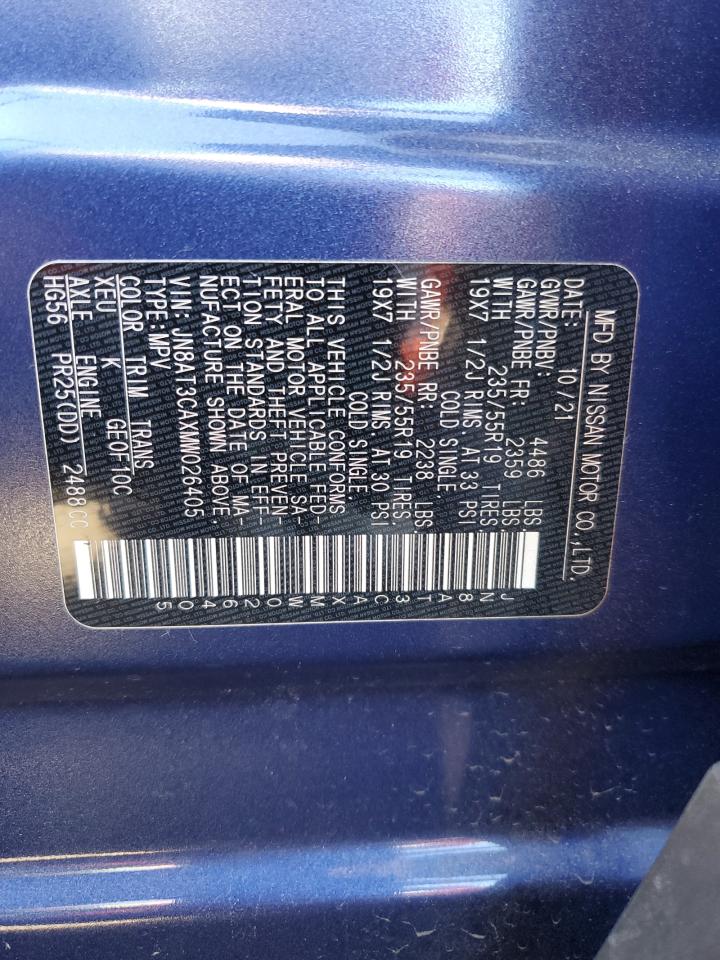 MFD BY NISSAN MOTOR CO.,LTD.
DATE: 10 /21
GVWR/PNBV: 4486 LBS
GAWR/PNBE FR: 2359 LBS
WITH 235/55R19 TIRES
19X7 1/2J RIMS AT 33 PSI
COLD SINGLE.
GAWR/PNBE RR: 2238 LBS.
WITH 235/55R19 TIRES.
19X7 1/2J RIMS AT 30 PSI
COLD SINGLE.
THIS VEHICLE CONFORMS
TO ALL APPLICABLE FED-
ERAL MOTOR VEHICLE SA-
FETY AND THEFT PREVEN-
TION STANDARDS IN EFF-
ECT ON THE DATE OF MA-
NUFACTURE SHOWN ABOVE.
VIN: JN8AT3CAXMW026405
TYPE:MPV
COLOR TRIM TRANS
XEU K GE0F10C
AXLE ENGINE
HG56 PR25(DD) 2488CC
JN8AT3CAXMW026405